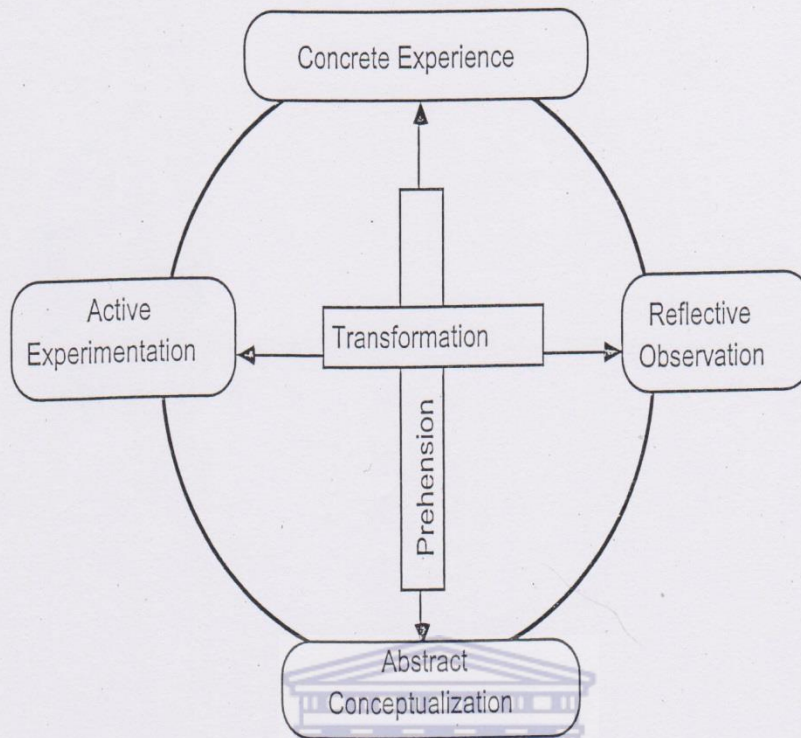 Concrete Experience
Active
Experimentation
Transformation
Reflective
Observation
Prehension
Abstract
Conceptualization